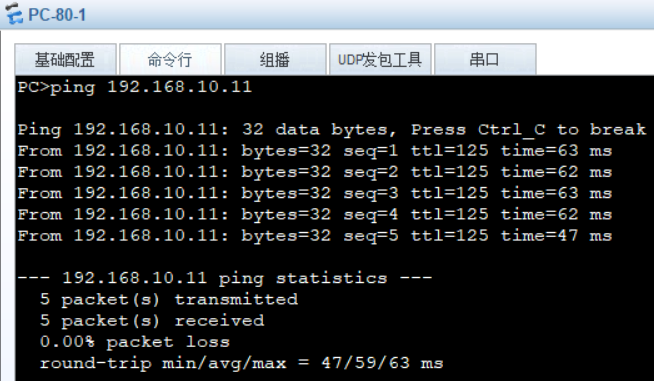 PC-80-1
基础配置 命令行 组播 UDP发包工具 串口
PC>ping 192.168.10.11
Ping 192.168.10.11: 32 data bytes, Press Ctrl_C to break
From 192.168.10.11: bytes=32 seq=1 ttl=125 time=63 ms
From 192.168.10.11: bytes=32 seq=2 ttl=125 time=62 ms
From 192.168.10.11: bytes=32 seq=3 ttl=125 time=63 ms
From 192.168.10.11: bytes=32 seq=4 ttl=125 time=62 ms
From 192.168.10.11: bytes=32 seq=5 ttl=125 time=47 ms
--- 192.168.10.11 ping statistics ---
5 packet(s) transmitted
5 packet(s) received
0.00% packet loss
round-trip min/avg/max = 47/59/63 ms